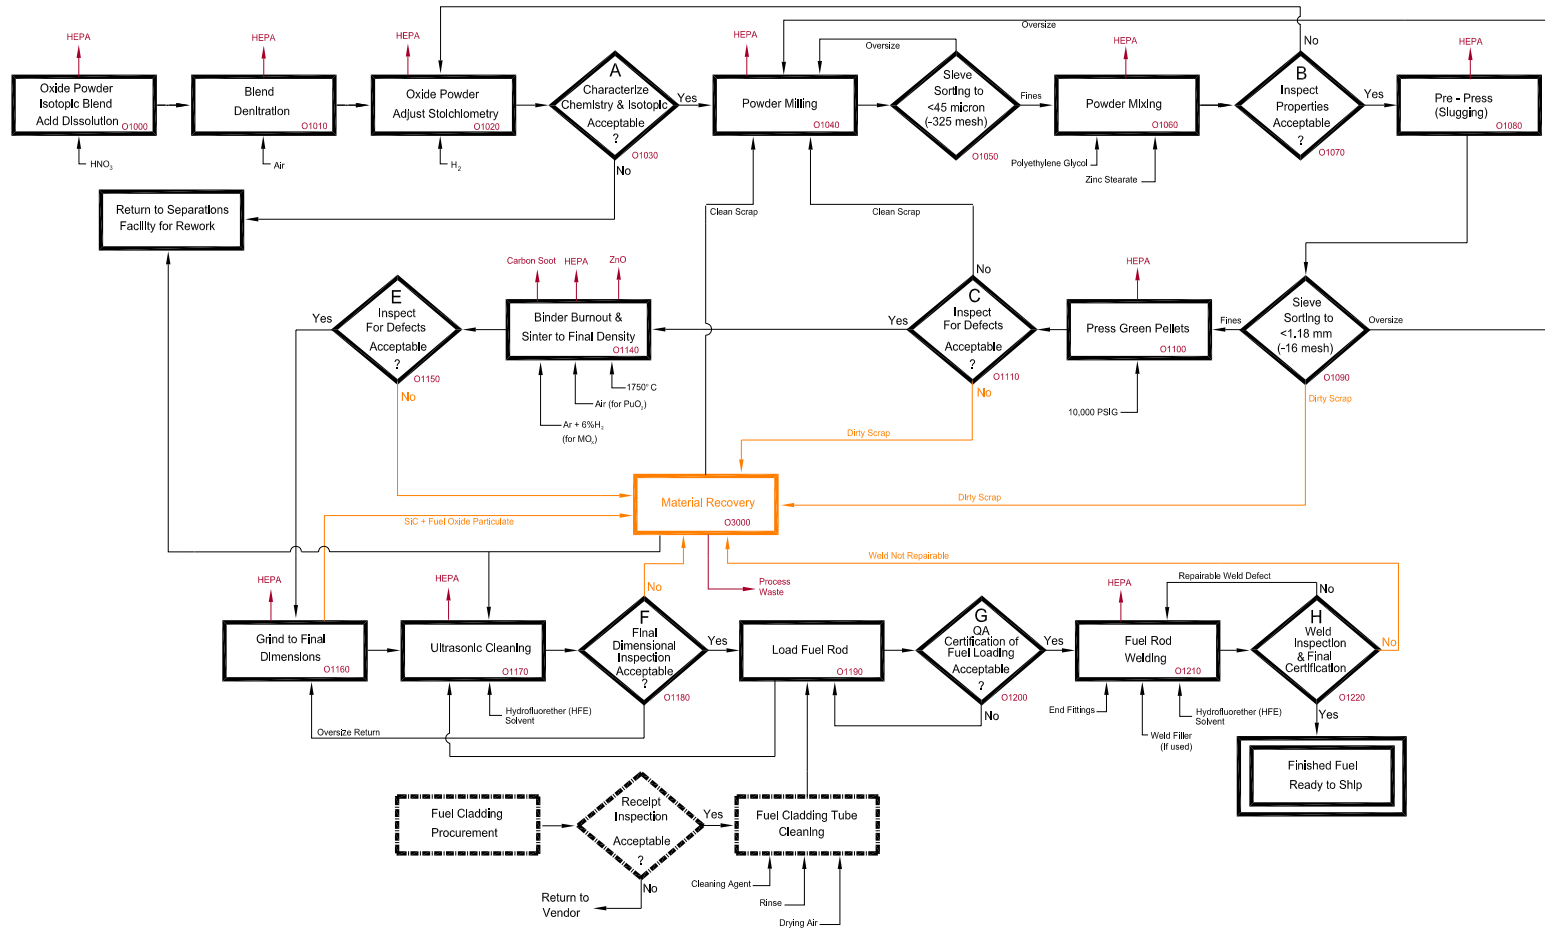 Oversize
HEPA
HEPA
HEPA
HEPA
Oversize
HEPA
No
HEPA
Oxide Powder
Isotopic Blend
Acid Dissolution
O1000
Blend
Denitration
O1010
Oxide Powder
Adjust Stoichiometry
O1020
A
Characterize
Chemistry & Isotopic
Acceptable
?
O1030
Yes
Powder Milling
O1040
Sieve
Sorting to
<45 micron
(-325 mesh)
O1050
Fines
Powder Mixing
O1060
B
Inspect
Properties
Acceptable
?
O1070
Yes
Pre - Press
(Slugging)
O1080
HNO3
Air
H2
No
Polyethylene Glycol
Zinc Stearate
Return to Separations
Facility for Rework
Clean Scrap
Clean Scrap
Carbon Soot
HEPA
ZnO
No
HEPA
E
Inspect
For Defects
Acceptable
?
O1150
Yes
Binder Burnout &
Sinter to Final Density
O1140
Yes
C
Inspect
For Defects
Acceptable
?
O1110
Press Green Pellets
O1100
Fines
Sieve
Sorting to
<1.18 mm
(-16 mesh)
O1090
Oversize
1750° C
Air (for PuO2)
Ar + 6%H2
(for MOx)
No
No
10,000 PSIG
Dirty Scrap
Dirty Scrap
Material Recovery
O3000
Dirty Scrap
SiC + Fuel Oxide Particulate
Weld Not Repairable
Process
Waste
HEPA
HEPA
No
HEPA
Repairable Weld Defect
No
Grind to Final
Dimensions
O1160
Ultrasonic Cleaning
O1170
F
Final
Dimensional
Inspection
Acceptable
?
O1180
Yes
Load Fuel Rod
O1190
G
QA
Certification of
Fuel Loading
Acceptable
?
O1200
Yes
Fuel Rod
Welding
O1210
H
Weld
Inspection
& Final
Certification
O1220
No
Hydrofluorether (HFE)
Solvent
Oversize Return
No
End Fittings
Weld Filler
(If used)
Hydrofluorether (HFE)
Solvent
Yes
Finished Fuel
Ready to Ship
Fuel Cladding
Procurement
Receipt
Inspection
Acceptable
?
Yes
Fuel Cladding Tube
Cleaning
No
Return to
Vendor
Cleaning Agent
Rinse
Drying Air